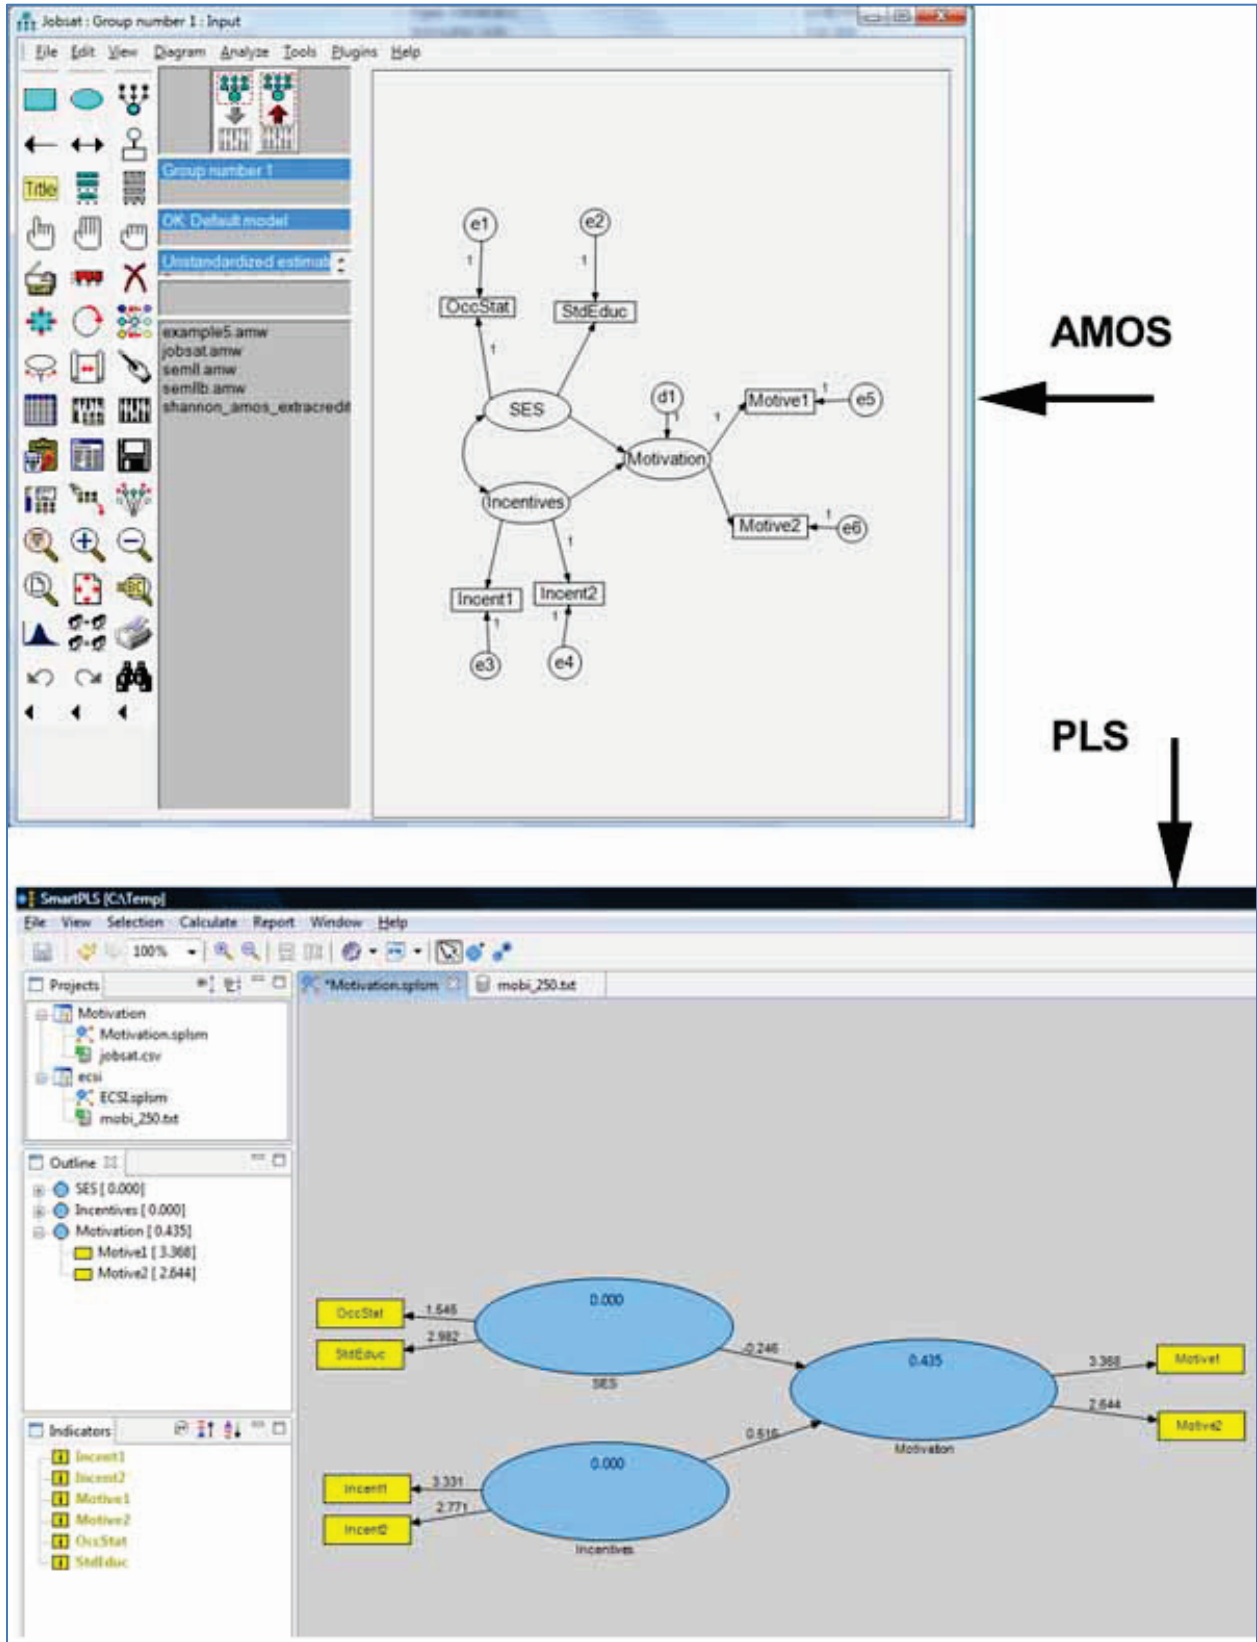 Jobsat : Group number 1 : Input
File Edit View Diagram Analyze Tools Plugins Help
Title
Group number 1
OK: Default model
Unstandardized estimat
example5.amw
jobsat.amw
semII.amw
semIIb.amw
shannon_amos_extracredit
e1
e2
1
1
OccStat
StdEduc
1
SES
d1
1
Motive1
1
e5
1
Motivation
Incentives
Motive2
1
e6
1
Incent1
Incent2
1
1
e3
e4
AMOS
PLS
SmartPLS [C:\Temp]
File View Selection Calculate Report Window Help
100%
Projects
*Motivation.splsm
mobi_250.txt
Motivation
Motivation.splsm
jobsat.csv
ecsi
ECSI.splsm
mobi_250.txt
Outline
SES [ 0.000]
Incentives [ 0.000]
Motivation [ 0.435]
Motive1 [ 3.368]
Motive2 [ 2.644]
Indicators
Incent1
Incent2
Motive1
Motive2
OccStat
StdEduc
OccStat
1.545
StdEduc
2.982
0.000
SES
-0.246
0.435
Motivation
3.368
Motive1
2.644
Motive2
0.516
Incent1
3.331
Incent2
2.771
0.000
Incentives